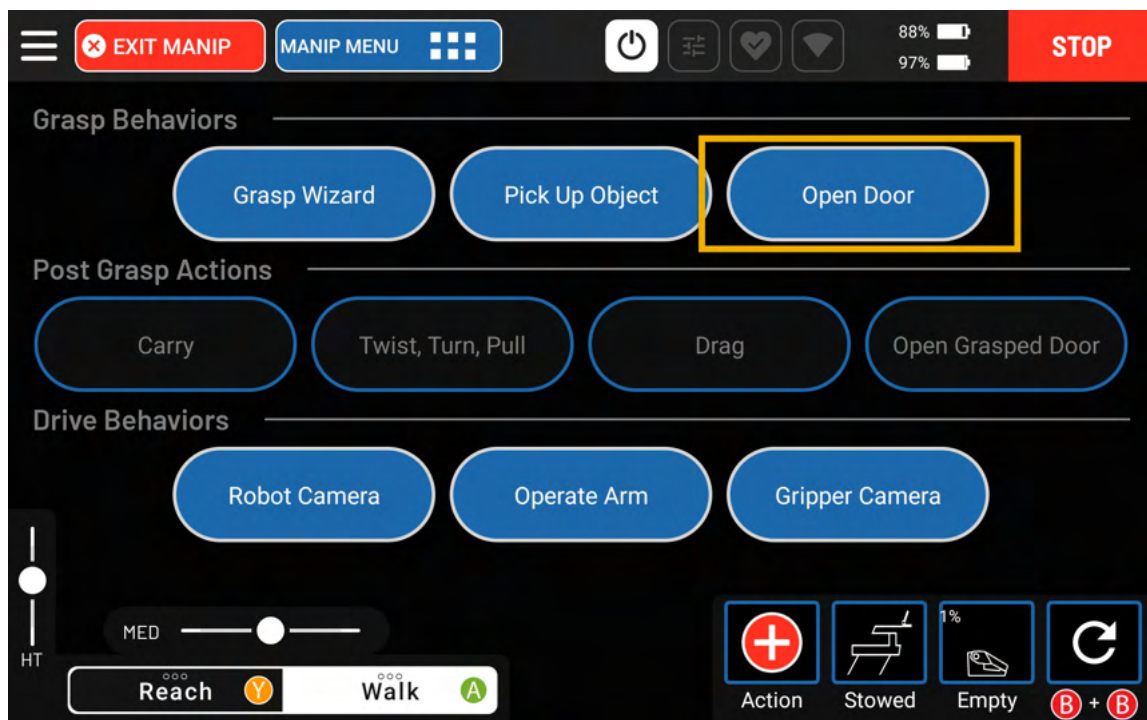 EXIT MANIP
MANIP MENU
88%
97%
STOP
Grasp Behaviors
Grasp Wizard
Pick Up Object
Open Door
Post Grasp Actions
Carry
Twist, Turn, Pull
Drag
Open Grasped Door
Drive Behaviors
Robot Camera
Operate Arm
Gripper Camera
HT
MED
Reach Y
Walk A
Action
Stowed
1%
Empty
B + B